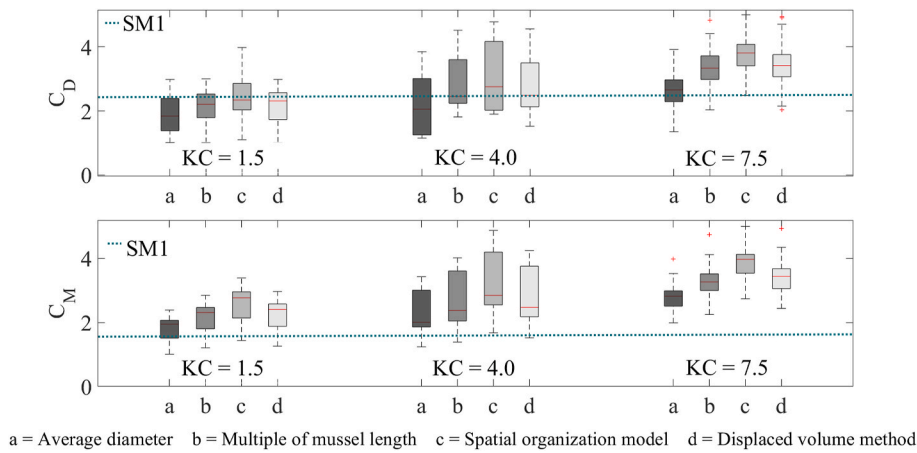 SM1
4
2
0
C_D
KC = 1.5 KC = 4.0 KC = 7.5
a b c d a b c d a b c d
SM1
4
2
0
C_M
KC = 1.5 KC = 4.0 KC = 7.5
a b c d a b c d a b c d
a = Average diameter b = Multiple of mussel length c = Spatial organization model d = Displaced volume method